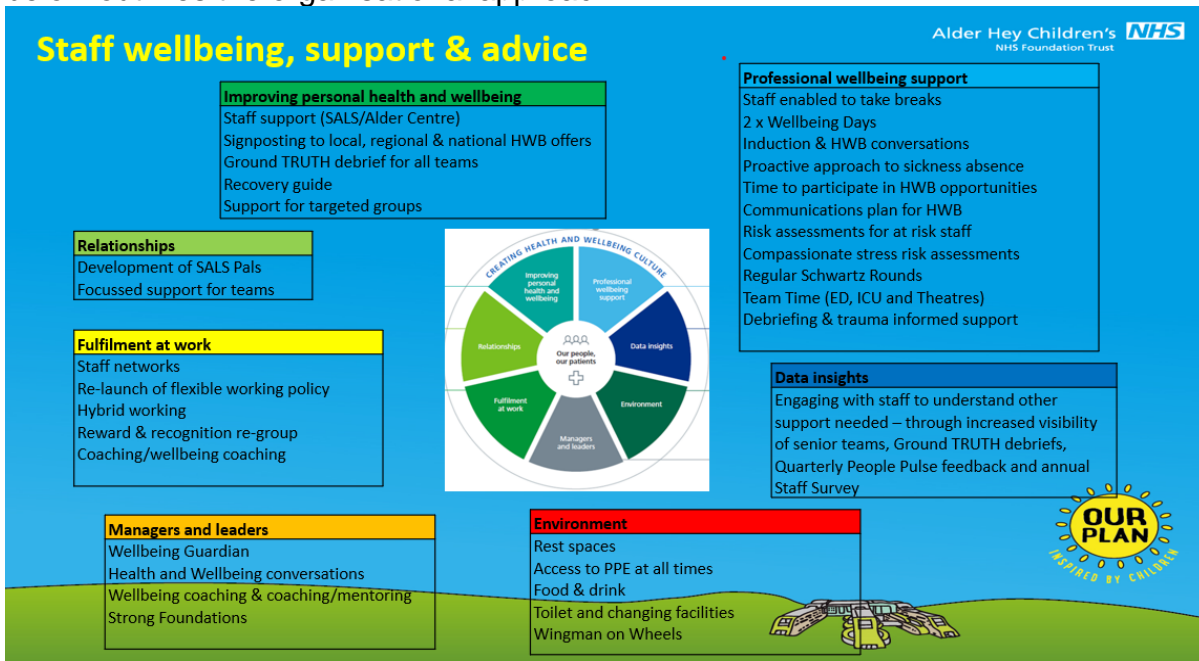 Staff wellbeing, support & advice
Alder Hey Children's NHS
NHS Foundation Trust
Improving personal health and wellbeing
Staff support (SALS/Alder Centre)
Signposting to local, regional & national HWB offers
Ground TRUTH debrief for all teams
Recovery guide
Support for targeted groups
Professional wellbeing support
Staff enabled to take breaks
2 x Wellbeing Days
Induction & HWB conversations
Proactive approach to sickness absence
Time to participate in HWB opportunities
Communications plan for HWB
Risk assessments for at risk staff
Compassionate stress risk assessments
Regular Schwartz Rounds
Team Time (ED, ICU and Theatres)
Debriefing & trauma informed support
Relationships
Development of SALS Pals
Focussed support for teams
CREATING HEALTH AND WELLBEING CULTURE
Improving
personal
health and
wellbeing
Professional
wellbeing
support
Relationships
Our people,
our patients
Data insights
Fulfilment
at work
Environment
Managers
and leaders
Fulfilment at work
Staff networks
Re-launch of flexible working policy
Hybrid working
Reward & recognition re-group
Coaching/wellbeing coaching
Data insights
Engaging with staff to understand other
support needed – through increased visibility
of senior teams, Ground TRUTH debriefs,
Quarterly People Pulse feedback and annual
Staff Survey
Managers and leaders
Wellbeing Guardian
Health and Wellbeing conversations
Wellbeing coaching & coaching/mentoring
Strong Foundations
Environment
Rest spaces
Access to PPE at all times
Food & drink
Toilet and changing facilities
Wingman on Wheels
OUR
PLAN
INSPIRED BY CHILDREN